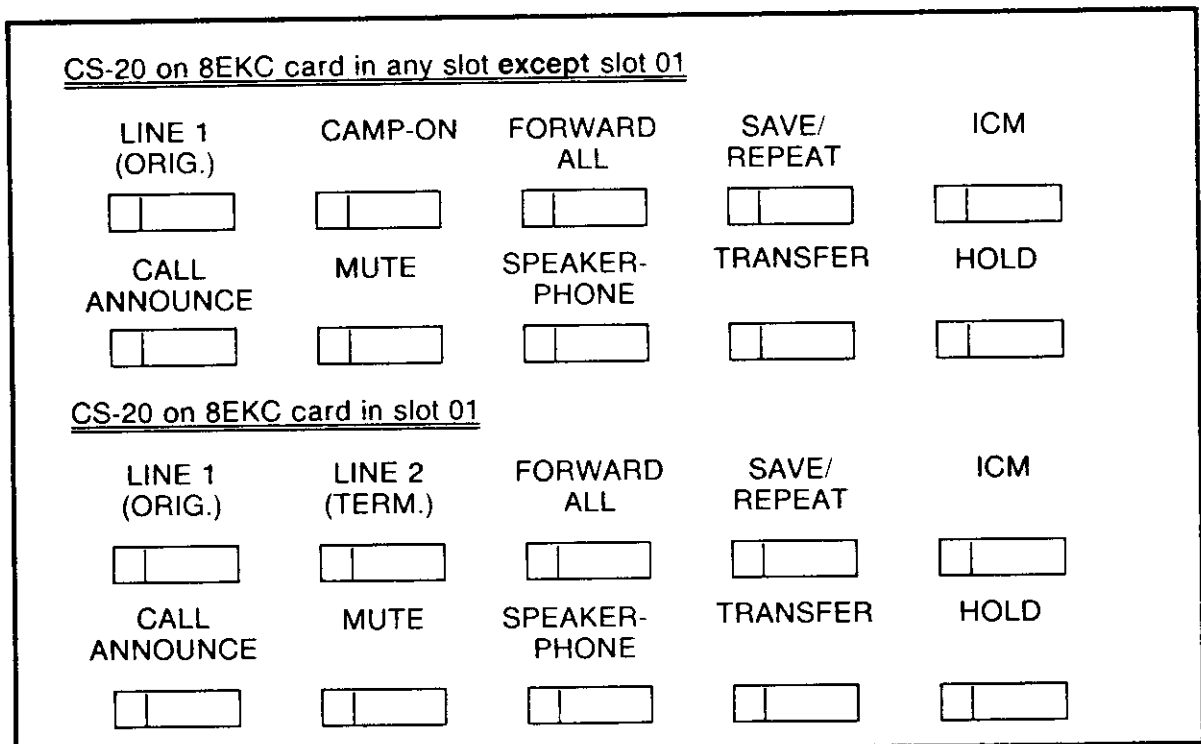 CS-20 on 8EKC card in any slot except slot 01
LINE 1 (ORIG.)
CAMP-ON
FORWARD ALL
SAVE/ REPEAT
ICM
CALL ANNOUNCE
MUTE
SPEAKER- PHONE
TRANSFER
HOLD
CS-20 on 8EKC card in slot 01
LINE 1 (ORIG.)
LINE 2 (TERM.)
FORWARD ALL
SAVE/ REPEAT
ICM
CALL ANNOUNCE
MUTE
SPEAKER- PHONE
TRANSFER
HOLD